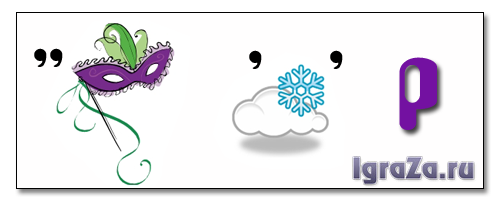 ,, , , р
IgraZa.ru